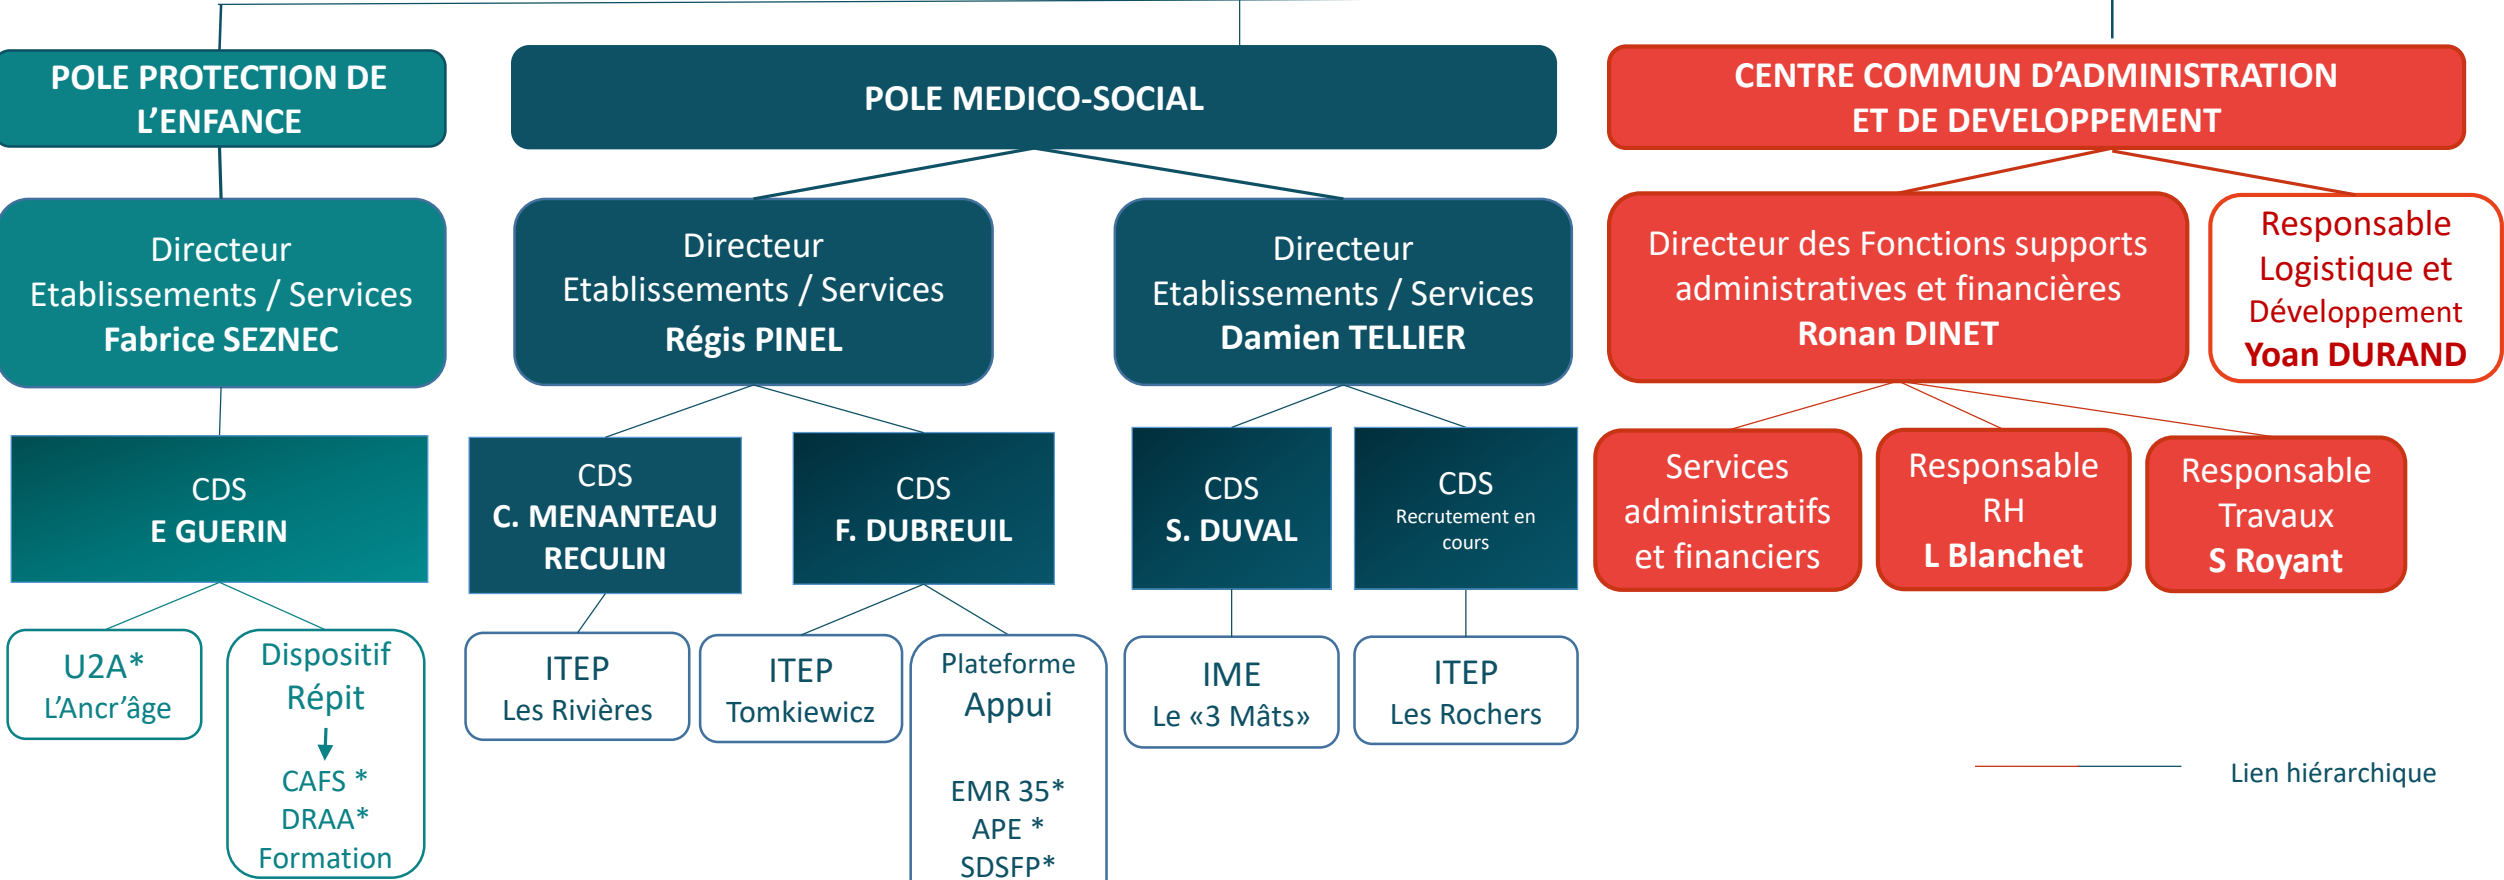 POLE PROTECTION DE
L'ENFANCE
POLE MEDICO-SOCIAL
CENTRE COMMUN D'ADMINISTRATION
ET DE DEVELOPPEMENT
Directeur
Etablissements / Services
Fabrice SEZNEC
Directeur
Etablissements / Services
Régis PINEL
Directeur
Etablissements / Services
Damien TELLIER
Directeur des Fonctions supports
administratives et financières
Ronan DINET
Responsable
Logistique et
Développement
Yoan DURAND
CDS
E GUERIN
CDS
C. MENANTEAU
RECULIN
CDS
F. DUBREUIL
CDS
S. DUVAL
CDS
Recrutement en
cours
Services
administratifs
et financiers
Responsable
RH
L Blanchet
Responsable
Travaux
S Royant
U2A*
L'Ancr'âge
Dispositif
Répit
CAFS *
DRAA*
Formation
ITEP
Les Rivières
ITEP
Tomkiewicz
Plateforme
Appui
EMR 35*
APE *
SDSFP*
IME
Le «3 Mâts»
ITEP
Les Rochers
Lien hiérarchique